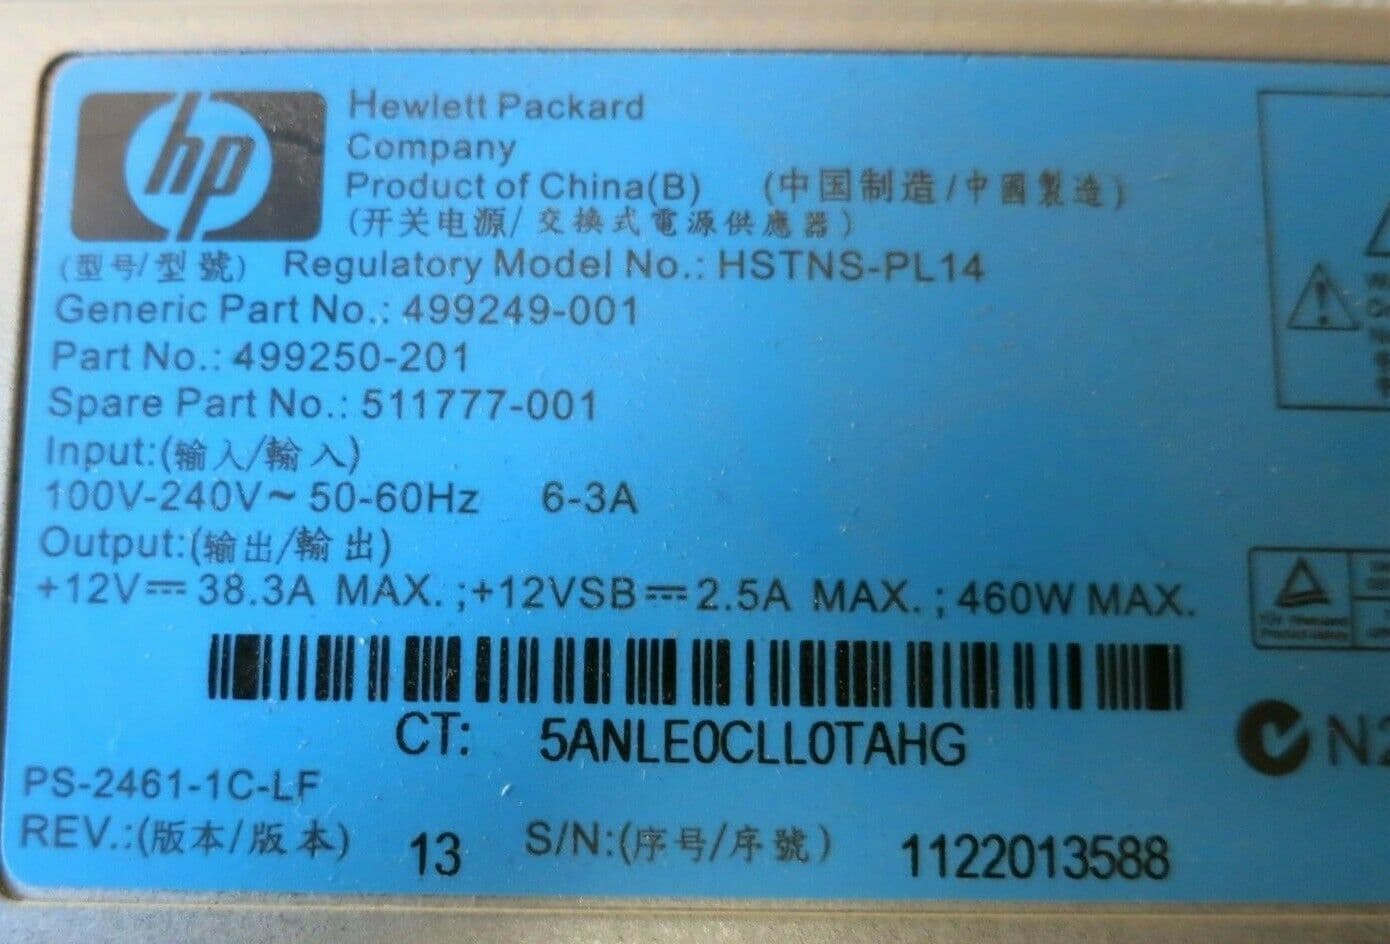 hp
Hewlett Packard
Company
Product of China(B) (中国制造/中國製造)
(开关电源/交換式電源供應器)
(型号/型號) Regulatory Model No.: HSTNS-PL14
Generic Part No.: 499249-001
Part No.: 499250-201
Spare Part No.: 511777-001
Input:(输入/輸入)
100V-240V~ 50-60Hz 6-3A
Output:(输出/輸出)
+12V⎓38.3A MAX.;+12VSB⎓2.5A MAX.; 460W MAX.
CT: 5ANLE0CLL0TAHG
PS-2461-1C-LF
REV.:(版本/版本) 13 S/N:(序号/序號) 1122013588